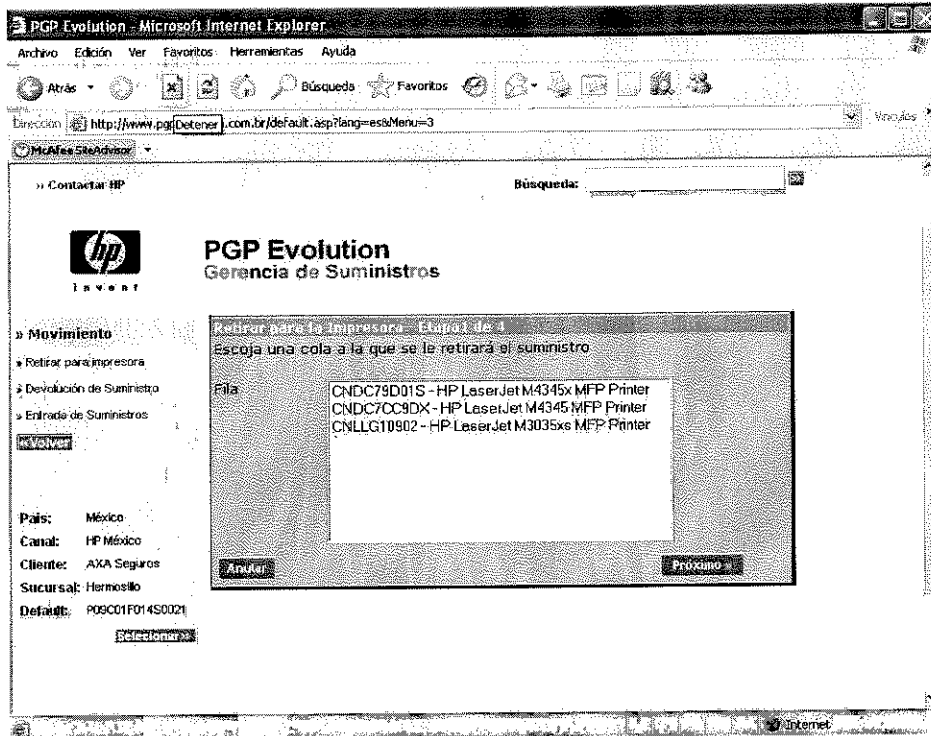 PGP Evolution - Microsoft Internet Explorer
Archivo Edición Ver Favoritos Herramientas Ayuda
Atrás Búsqueda Favoritos
Dirección http://www.pgp Detener .com.br/default.asp?lang=es&Menu=3 Vínculos
McAfee SiteAdvisor
» Contactar HP Búsqueda:
hp
invent
PGP Evolution
Gerencia de Suministros
» Movimiento
» Retirar para impresora
» Devolución de Suministro
» Entrada de Suministros
« Volver
Retirar para la Impresora - Etapa 1 de 4
Escoja una cola a la que se le retirará el suministro
Fila
CNDC79D01S - HP LaserJet M4345x MFP Printer
CNDC7CC9DX - HP LaserJet M4345 MFP Printer
CNLLG10902 - HP LaserJet M3035xs MFP Printer
Anular Próximo »
País: México
Canal: HP México
Cliente: AXA Seguros
Sucursal: Hermosillo
Default: P09C01F014S0021
Seleccionar »
Internet